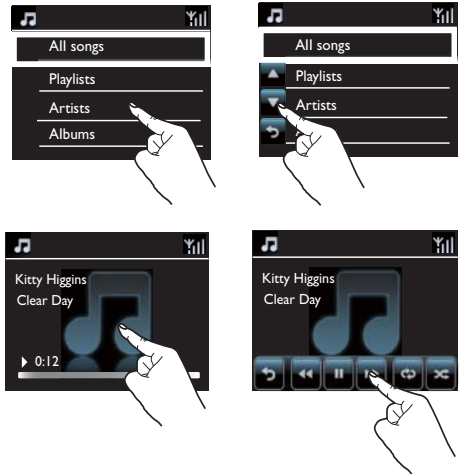 All songs
Playlists
Artists
Albums
All songs
Playlists
Artists
Kitty Higgins
Clear Day
0:12
Kitty Higgins
Clear Day